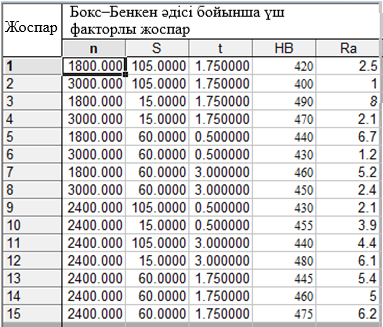 Жоспар
Бокс–Бенкен әдісі бойынша үш
факторлы жоспар
n S t HB Ra
1 1800.000 105.0000 1.750000 420 2.5
2 3000.000 105.0000 1.750000 400 1
3 1800.000 15.0000 1.750000 490 8
4 3000.000 15.0000 1.750000 470 2.1
5 1800.000 60.0000 0.500000 440 6.7
6 3000.000 60.0000 0.500000 430 1.2
7 1800.000 60.0000 3.000000 460 5.2
8 3000.000 60.0000 3.000000 450 2.4
9 2400.000 105.0000 0.500000 430 2.1
10 2400.000 15.0000 0.500000 455 3.9
11 2400.000 105.0000 3.000000 440 4.4
12 2400.000 15.0000 3.000000 480 6.1
13 2400.000 60.0000 1.750000 445 5.4
14 2400.000 60.0000 1.750000 460 5
15 2400.000 60.0000 1.750000 475 6.2